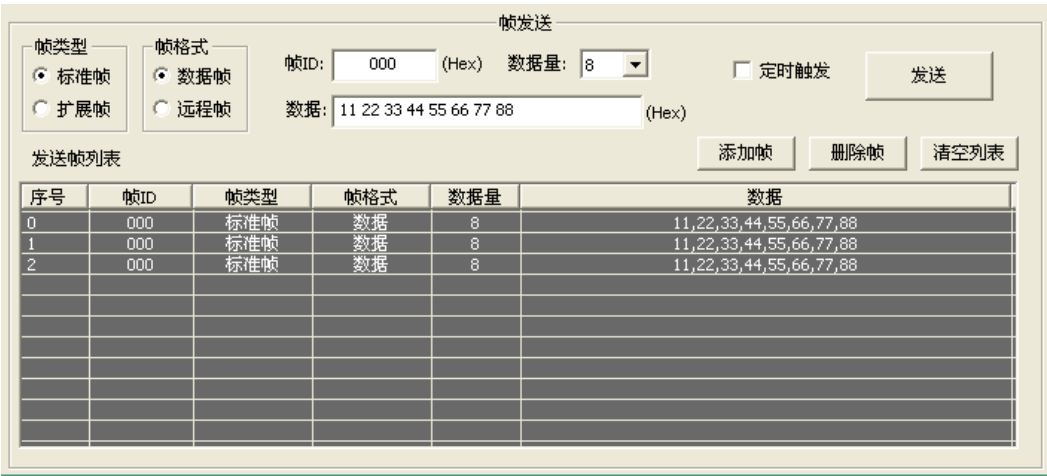 帧发送
帧类型 帧格式
标准帧 数据帧 帧ID: 000 (Hex) 数据量: 8 定时触发 发送
扩展帧 远程帧 数据: 11 22 33 44 55 66 77 88 (Hex)
发送帧列表 添加帧 删除帧 清空列表
序号 帧ID 帧类型 帧格式 数据量 数据
0 000 标准帧 数据 8 11,22,33,44,55,66,77,88
1 000 标准帧 数据 8 11,22,33,44,55,66,77,88
2 000 标准帧 数据 8 11,22,33,44,55,66,77,88